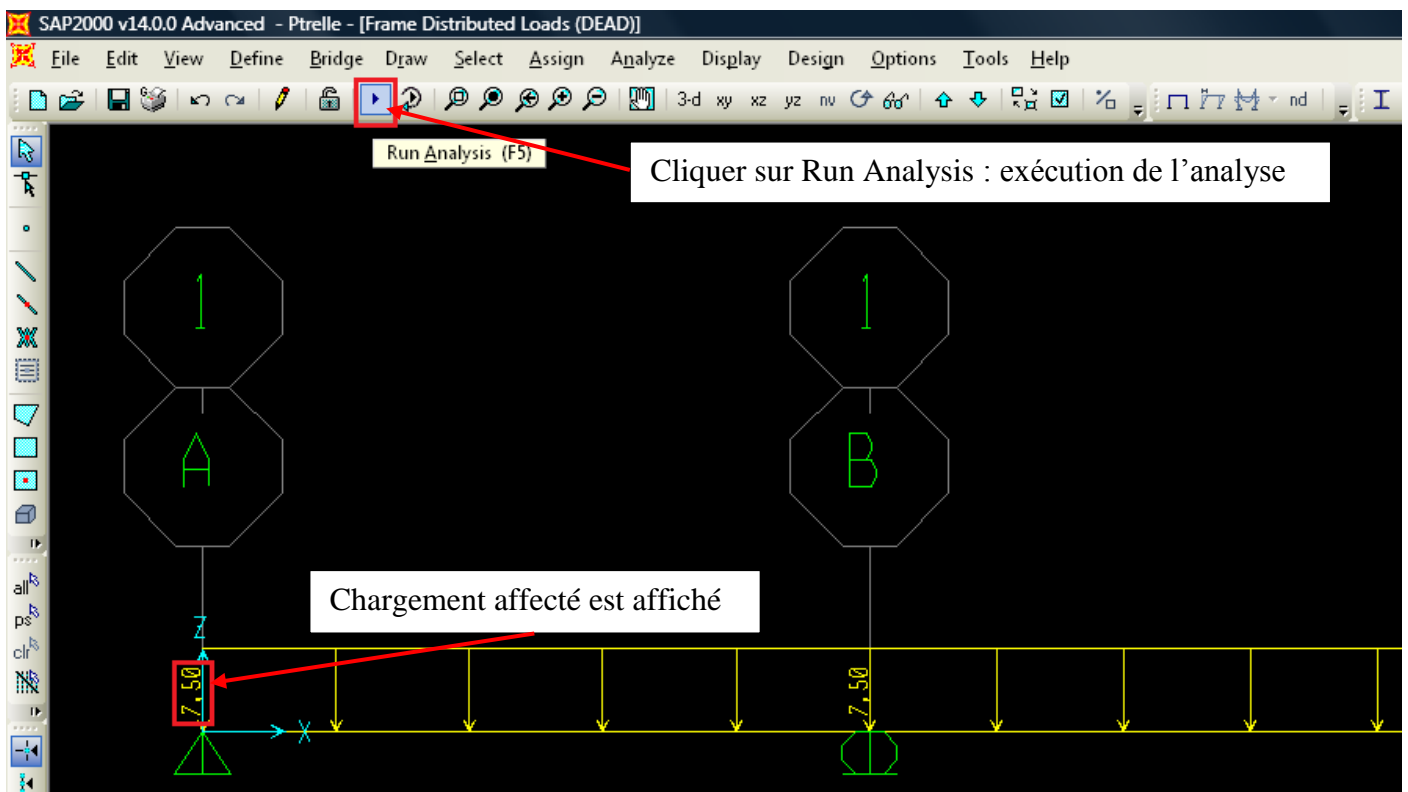 SAP2000 v14.0.0 Advanced - Ptrelle - [Frame Distributed Loads (DEAD)]
File Edit View Define Bridge Draw Select Assign Analyze Display Design Options Tools Help
3-d xy xz yz nv nd
Run Analysis (F5)
Cliquer sur Run Analysis : exécution de l’analyse
1 1
A B
Chargement affecté est affiché
all
ps
clr
Z
7.50 7.50
X